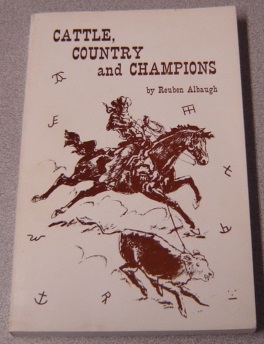 CATTLE,
COUNTRY
and CHAMPIONS
by Reuben Albaugh